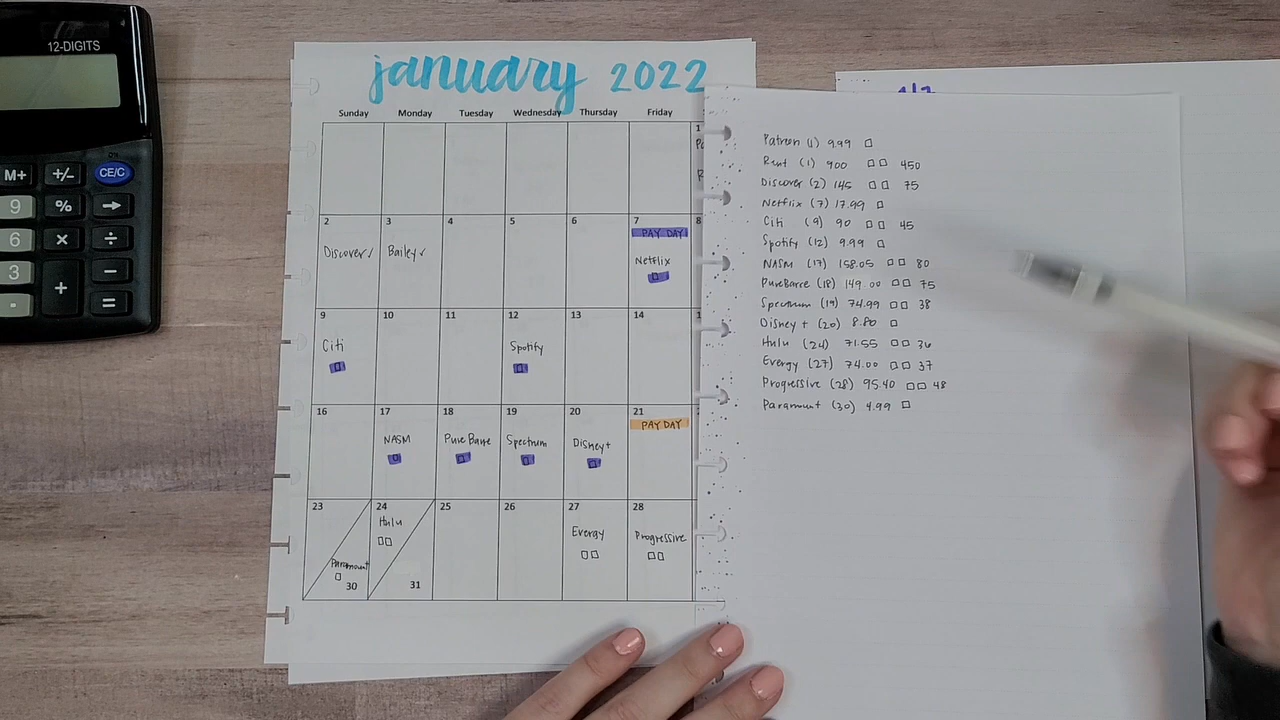 12-DIGITS
M+ +/- CE/C
9 % →
6 X ÷
3 + −
· =
january 2022
Sunday Monday Tuesday Wednesday Thursday Friday
1
2 3 4 5 6 7 8
PAY DAY
Discover✓ Bailey✓ Netflix
9 10 11 12 13 14
Citi Spotify
16 17 18 19 20 21
PAY DAY
NASM Pure Barre Spectrum Disney+
23 24 25 26 27 28
Hulu Evergy Progressive
Paramount
30 31
1/7
Patreon (1) 9.99 □
Rent (1) 900 □□ 450
Discover (2) 145 □□ 75
Netflix (7) 17.99 □
Citi (9) 90 □□ 45
Spotify (12) 9.99 □
NASM (17) 158.05 □□ 80
PureBarre (18) 149.00 □□ 75
Spectrum (19) 74.99 □□ 38
Disney + (20) 8.80 □
Hulu (24) 71.55 □□ 36
Evergy (27) 74.00 □□ 37
Progressive (28) 95.40 □□ 48
Paramount (30) 4.99 □